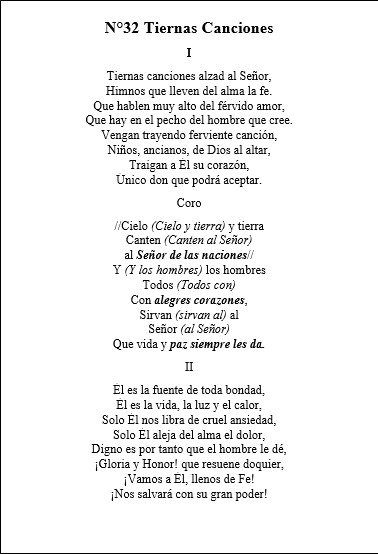 N°32 Tiernas Canciones
I
Tiernas canciones alzad al Señor,
Himnos que lleven del alma la fe.
Que hablen muy alto del férvido amor,
Que hay en el pecho del hombre que cree.
Vengan trayendo ferviente canción,
Niños, ancianos, de Dios al altar,
Traigan a Él su corazón,
Unico don que podrá aceptar.
Coro
//Cielo (Cielo y tierra) y tierra
Canten (Canten al Señor)
al Señor de las naciones//
Y (Y los hombres) los hombres
Todos (Todos con)
Con alegres corazones,
Sirvan (sirvan al) al
Señor (al Señor)
Que vida y paz siempre les da.
II
Él es la fuente de toda bondad,
Él es la vida, la luz y el calor,
Solo Él nos libra de cruel ansiedad,
Solo Él aleja del alma el dolor,
Digno es por tanto que el hombre le dé,
¡Gloria y Honor! que resuene doquier,
¡Vamos a Él, llenos de Fe!
¡Nos salvará con su gran poder!